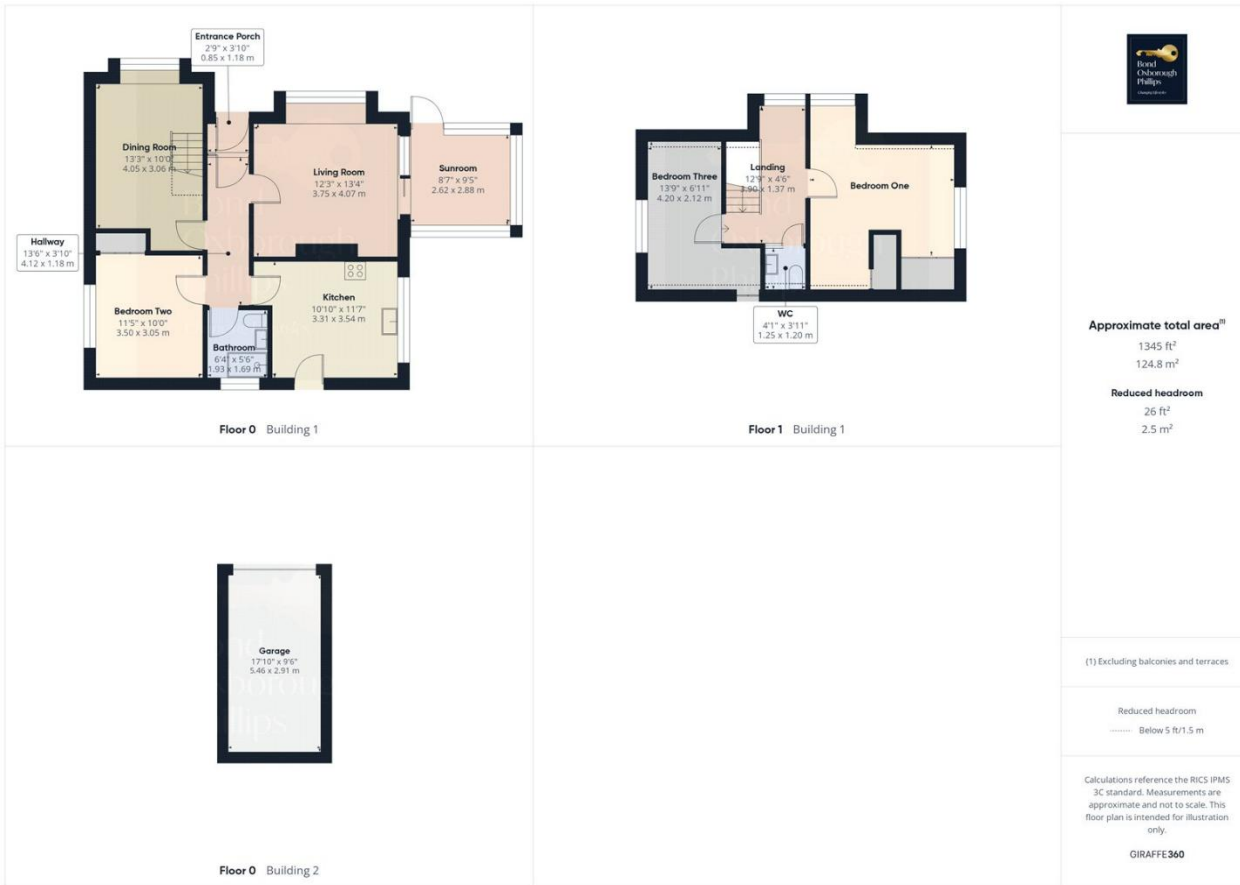 Entrance Porch
2'9" x 3'10"
0.85 x 1.18 m
Dining Room
13'3" x 10'0"
4.05 x 3.06 m
Living Room
12'3" x 13'4"
3.75 x 4.07 m
Sunroom
8'7" x 9'5"
2.62 x 2.88 m
Hallway
13'6" x 3'10"
4.12 x 1.18 m
Bedroom Two
11'5" x 10'0"
3.50 x 3.05 m
Bathroom
6'4" x 5'6"
1.93 x 1.69 m
Kitchen
10'10" x 11'7"
3.31 x 3.54 m
Floor 0 Building 1
Bedroom Three
13'9" x 6'11"
4.20 x 2.12 m
Landing
12'9" x 4'6"
3.90 x 1.37 m
Bedroom One
WC
4'1" x 3'11"
1.25 x 1.20 m
Floor 1 Building 1
Garage
17'10" x 9'6"
5.46 x 2.91 m
Floor 0 Building 2
Bond
Oxborough
Phillips
Changing Lifestyles
Approximate total area(1)
1345 ft²
124.8 m²
Reduced headroom
26 ft²
2.5 m²
(1) Excluding balconies and terraces
Reduced headroom
Below 5 ft/1.5 m
Calculations reference the RICS IPMS
3C standard. Measurements are
approximate and not to scale. This
floor plan is intended for illustration
only.
GIRAFFE360